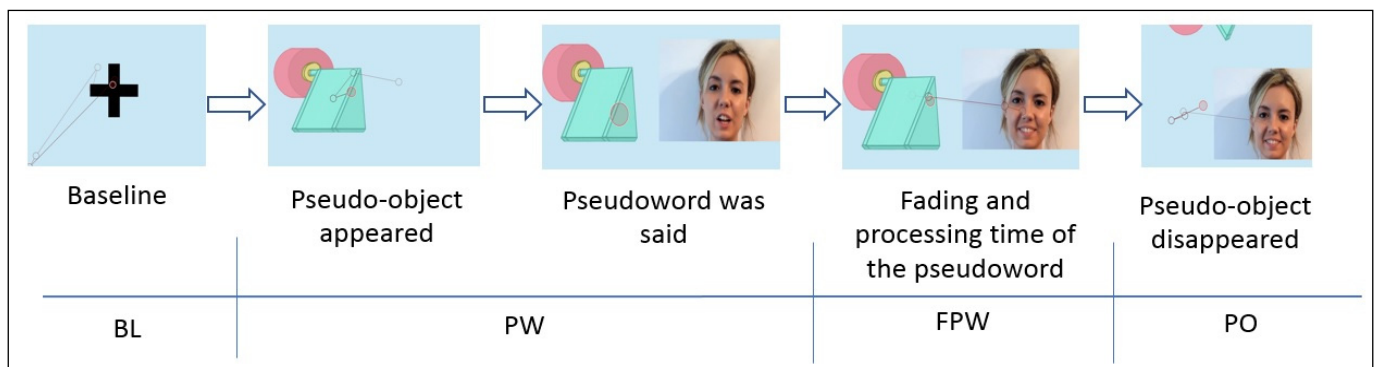 Baseline
Pseudo-object
appeared
Pseudoword was
said
Fading and
processing time of
the pseudoword
Pseudo-object
disappeared
BL
PW
FPW
PO